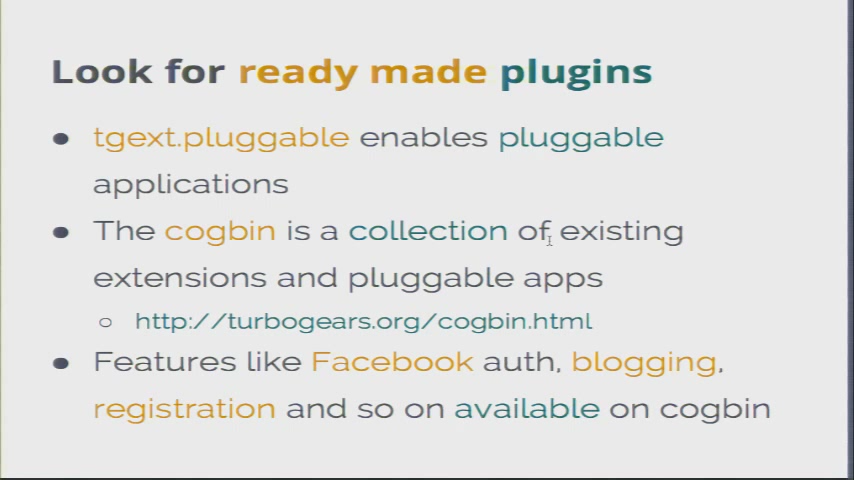 Look for ready made plugins
● tgext.pluggable enables pluggable
applications
● The cogbin is a collection of existing
extensions and pluggable apps
○ http://turbogears.org/cogbin.html
● Features like Facebook auth, blogging,
registration and so on available on cogbin